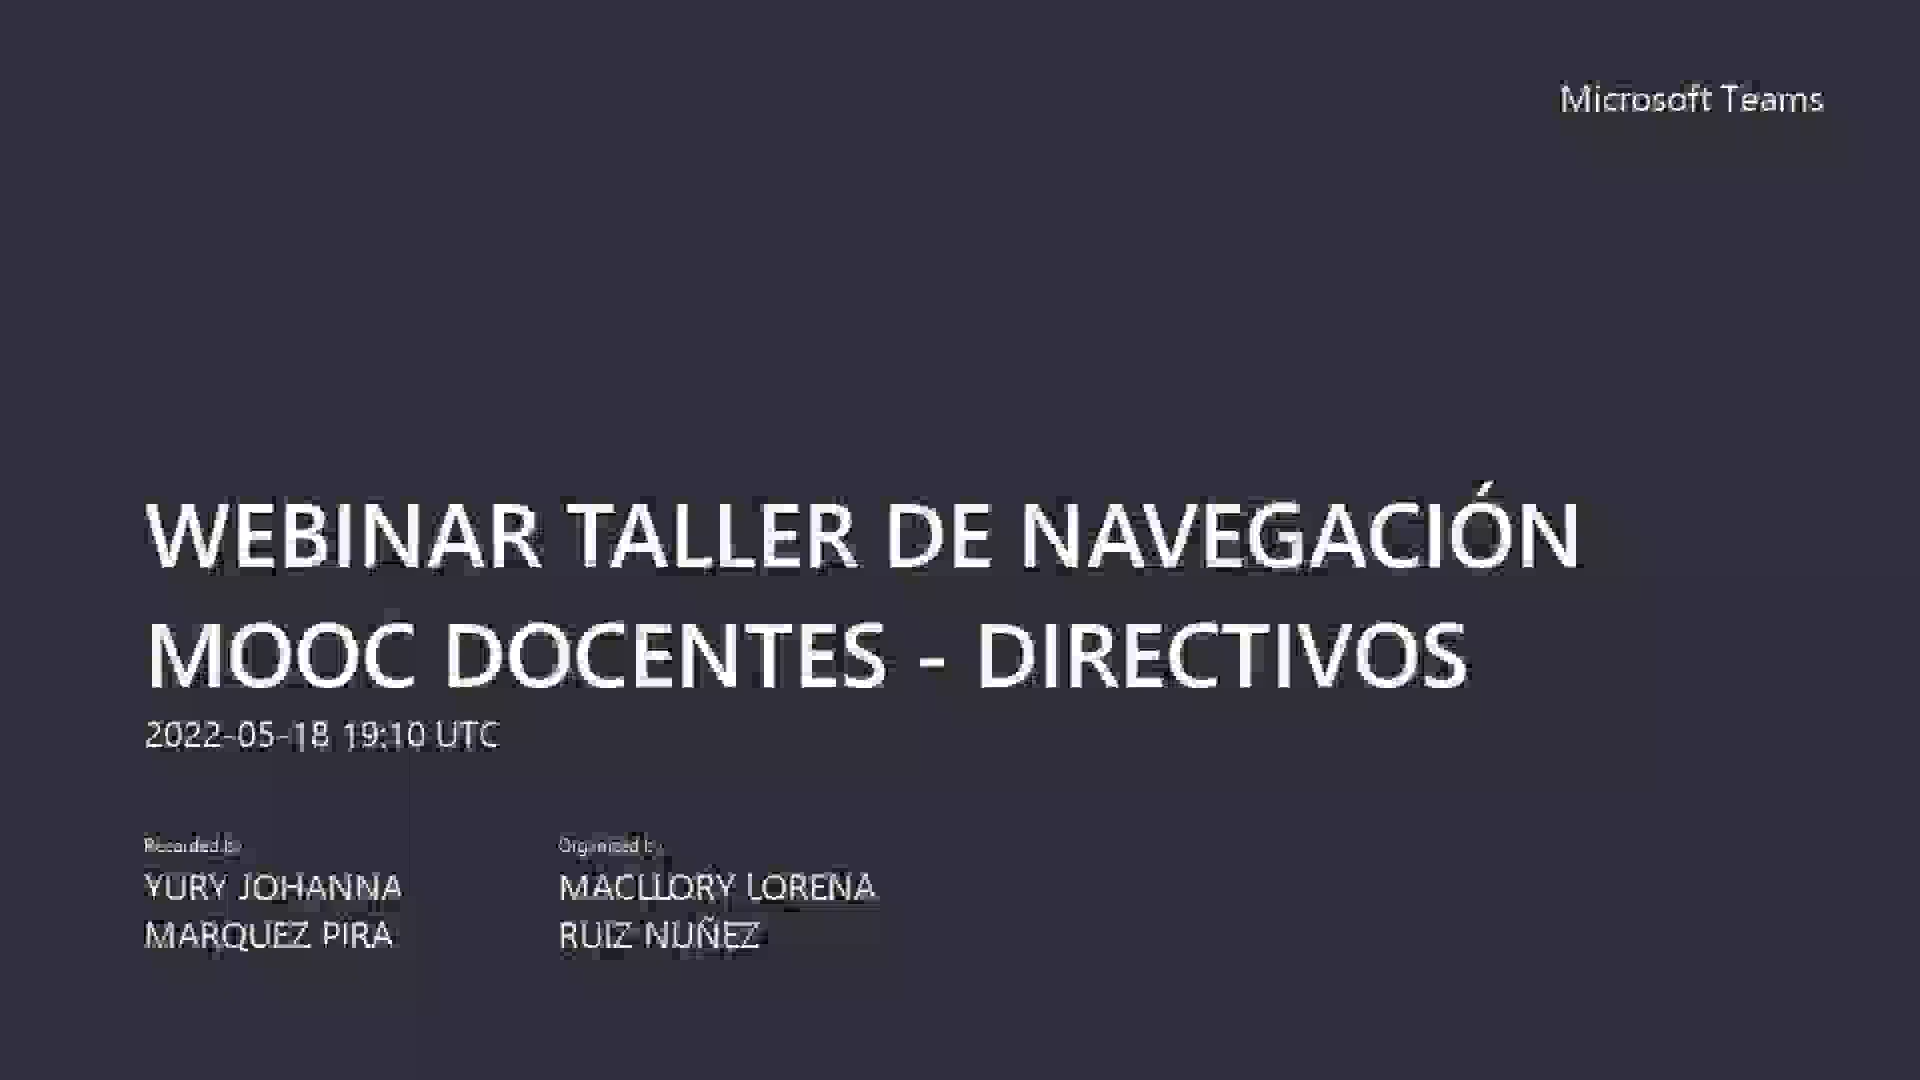 Microsoft Teams
WEBINAR TALLER DE NAVEGACIÓN
MOOC DOCENTES - DIRECTIVOS
2022-05-18 19:10 UTC
Recorded by
Organized by
YURY JOHANNA
MARQUEZ PIRA
MACLLORY LORENA
RUIZ NUÑEZ